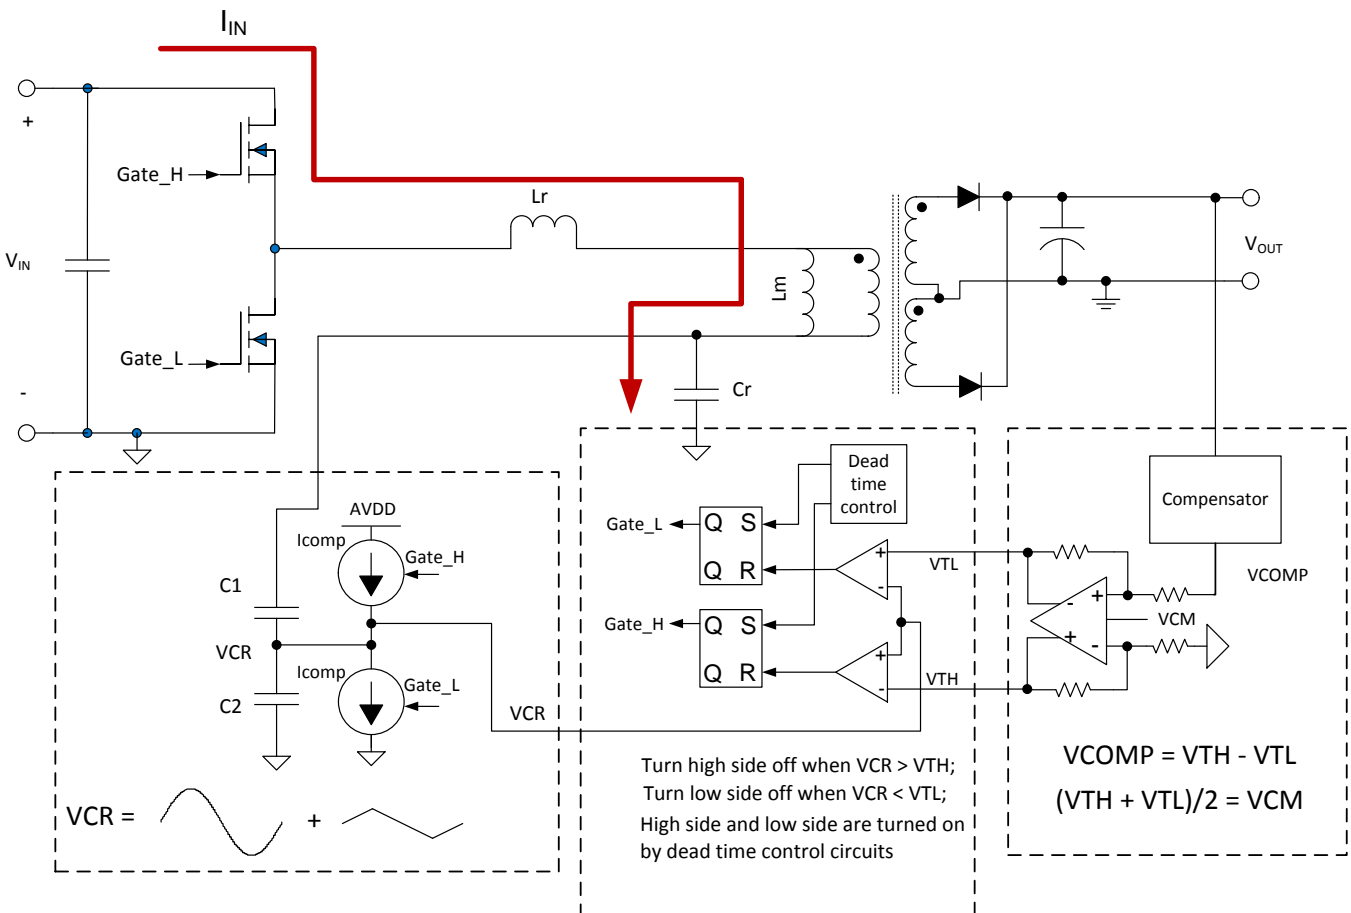 I_IN
+
Gate_H
Lr
V_IN
Lm
V_OUT
Gate_L
-
Cr
Dead
time
control
Compensator
AVDD
Icomp
Gate_H
Gate_L
Q S
VTL
+
-
Q R
C1
VCOMP
+
-
VCM
+
-
Gate_H
Q S
VCR
Icomp
Q R
+
-
VTH
Gate_L
C2
VCR
Turn high side off when VCR > VTH;
Turn low side off when VCR < VTL;
High side and low side are turned on
by dead time control circuits
VCOMP = VTH - VTL
(VTH + VTL)/2 = VCM
VCR =
+